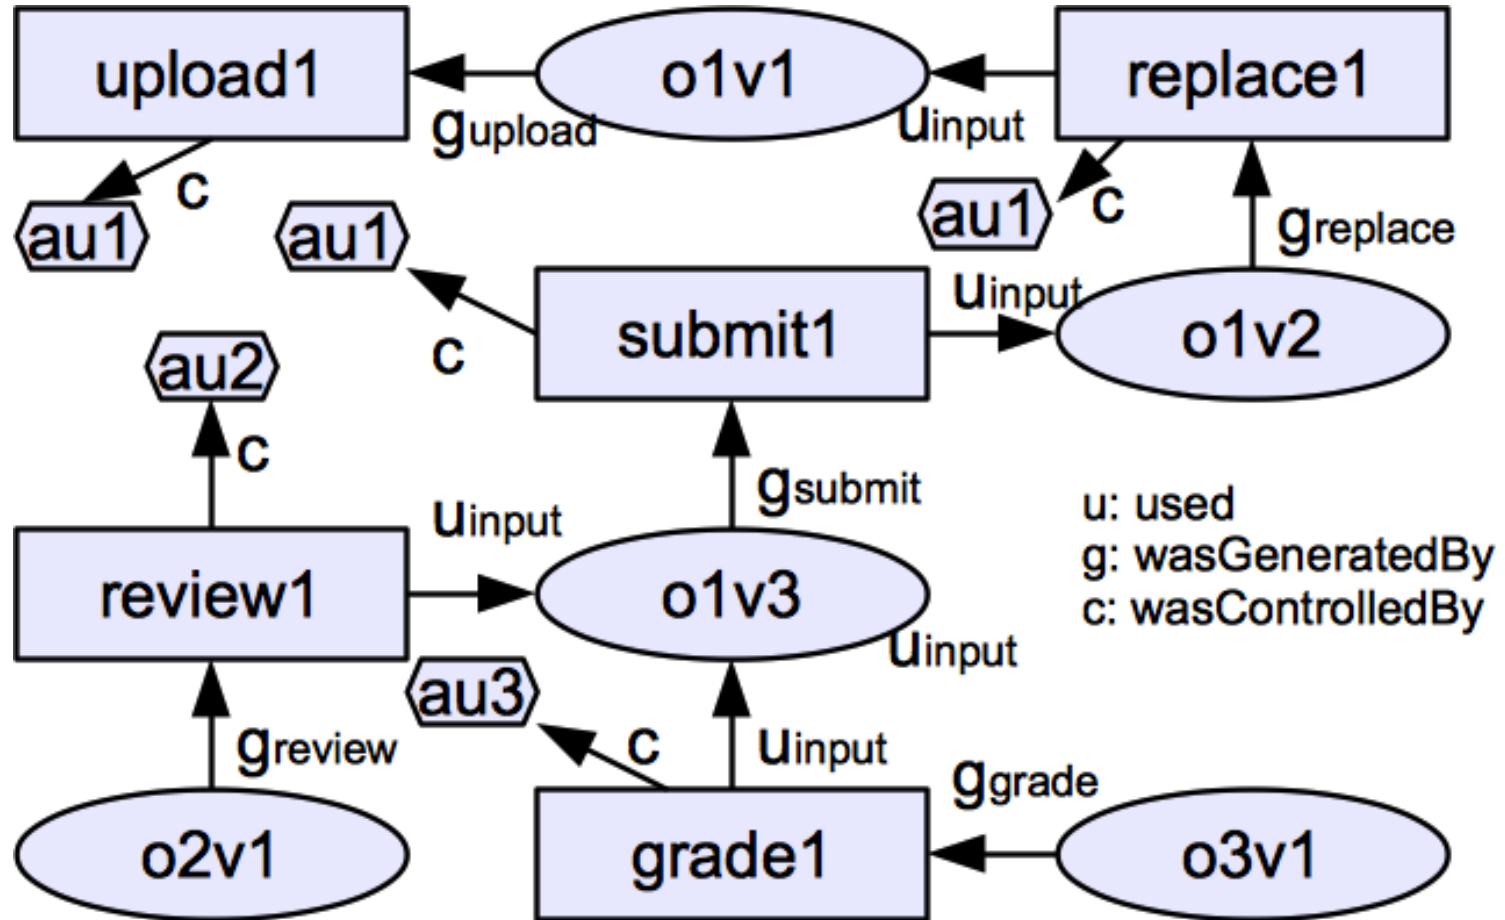 upload1
o1v1
replace1
gupload
uinput
c
au1
au1
au1
c
greplace
submit1
uinput
o1v2
c
au2
c
gsubmit
uinput
u: used
g: wasGeneratedBy
c: wasControlledBy
review1
o1v3
uinput
au3
greview
c
uinput
ggrade
o2v1
grade1
o3v1